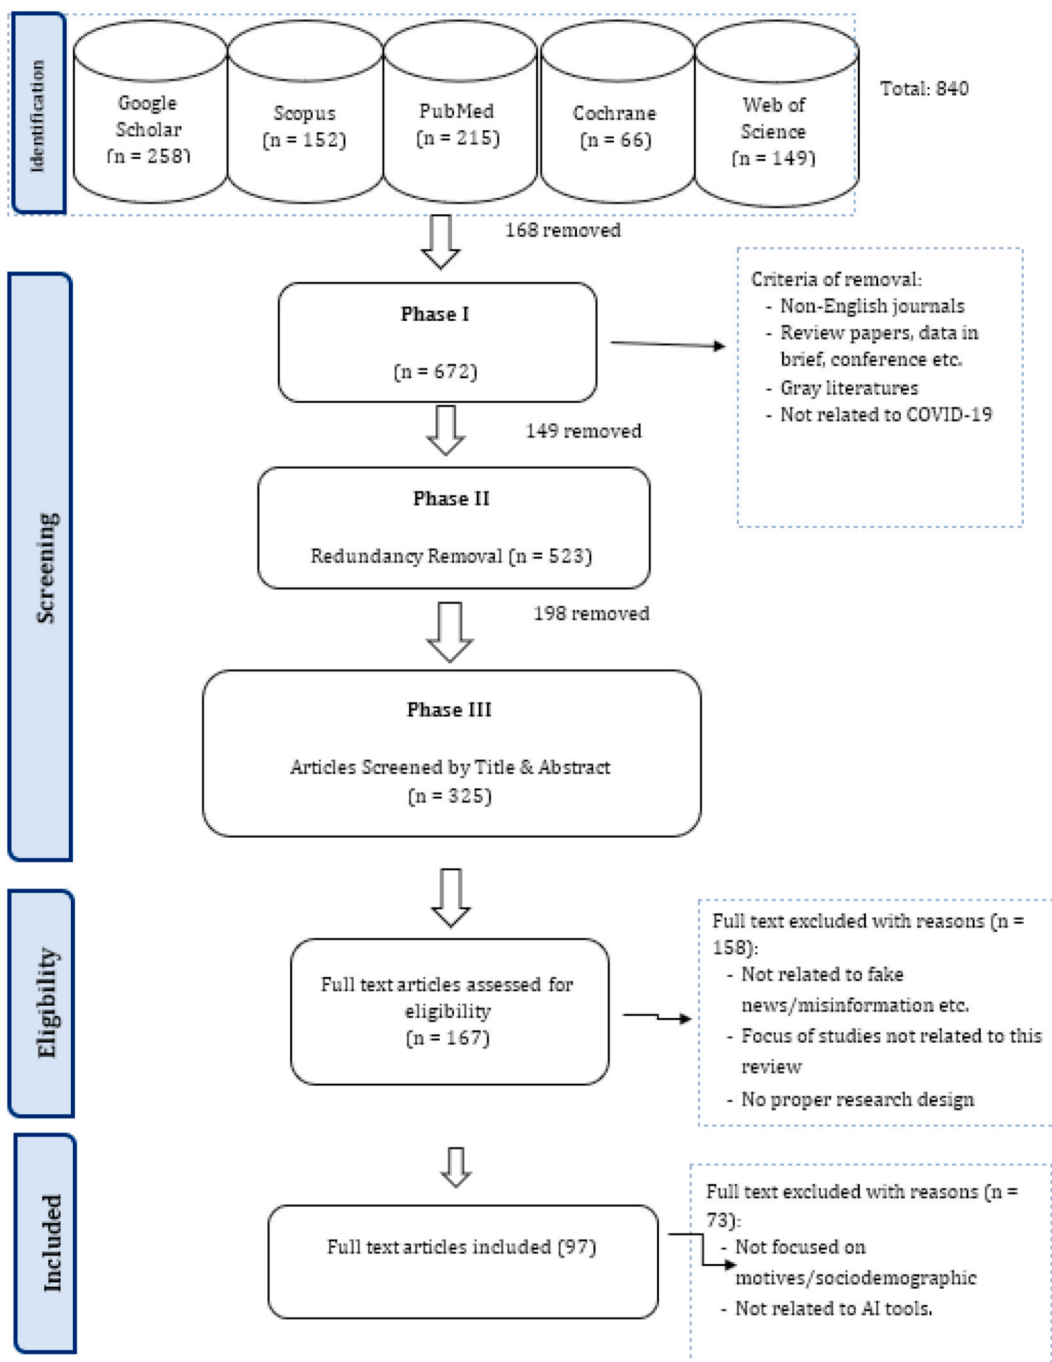 Identification
Google
Scholar
(n = 258)
Scopus
(n = 152)
PubMed
(n = 215)
Cochrane
(n = 66)
Web of
Science
(n = 149)
Total: 840
168 removed
Screening
Phase I
(n = 672)
Criteria of removal:
- Non-English journals
- Review papers, data in
brief, conference etc.
- Gray literatures
- Not related to COVID-19
149 removed
Phase II
Redundancy Removal (n = 523)
198 removed
Phase III
Articles Screened by Title & Abstract
(n = 325)
Eligibility
Full text articles assessed for
eligibility
(n = 167)
Full text excluded with reasons (n =
158):
- Not related to fake
news/misinformation etc.
- Focus of studies not related to this
review
- No proper research design
Included
Full text articles included (97)
Full text excluded with reasons (n =
73):
- Not focused on
motives/sociodemographic
- Not related to AI tools.